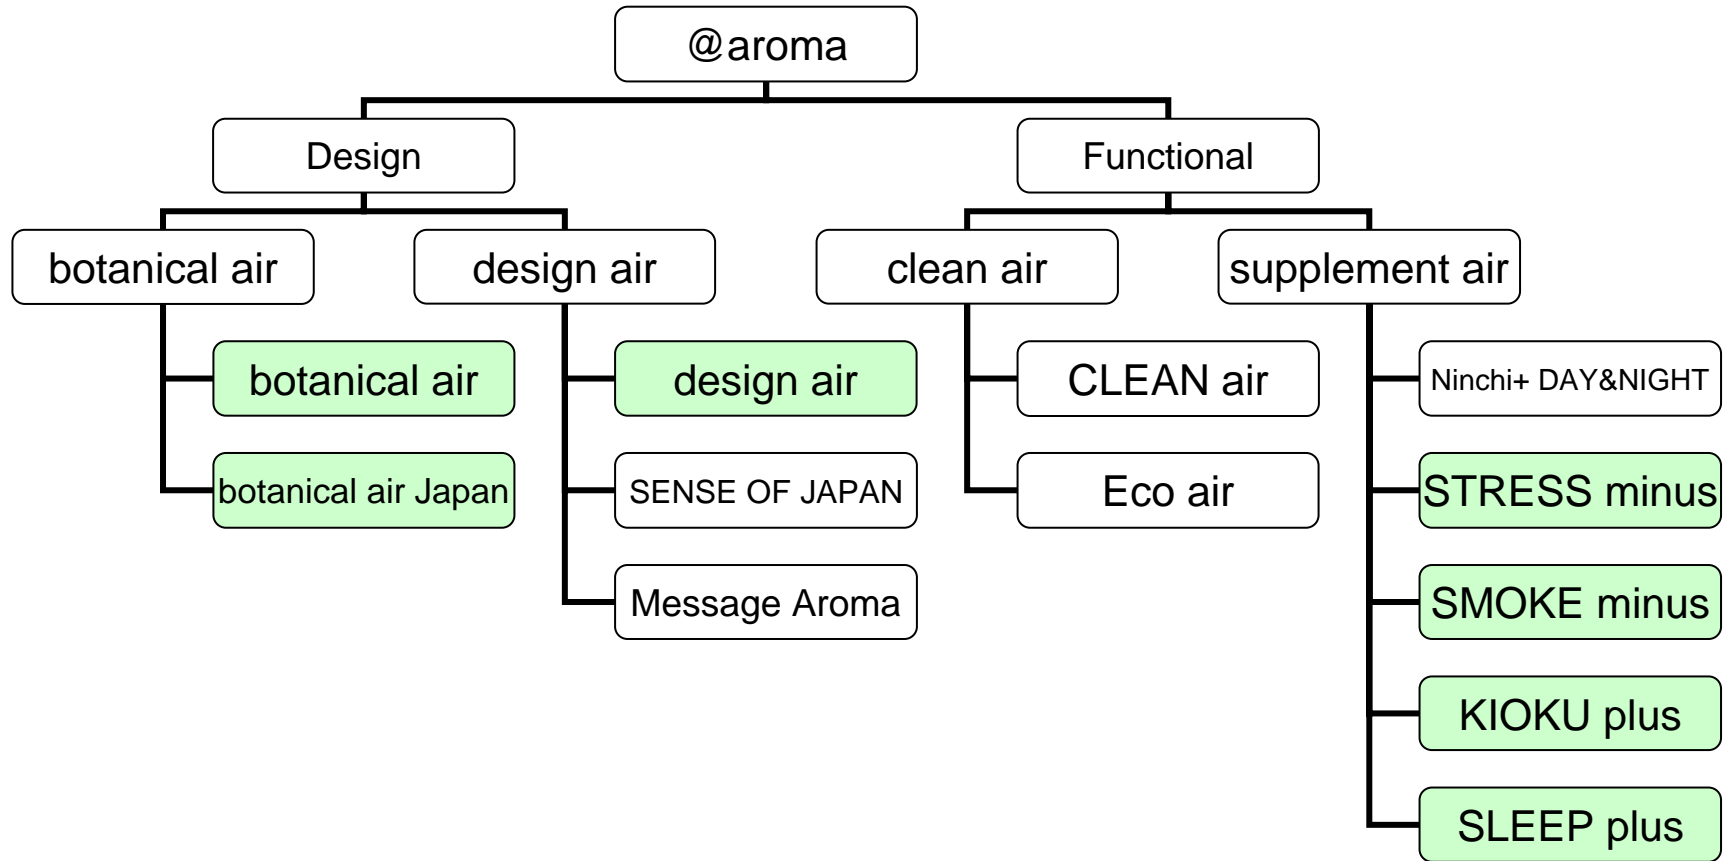 @aroma
Design
Functional
botanical air
design air
clean air
supplement air
botanical air
design air
CLEAN air
Ninchi+ DAY&NIGHT
botanical air Japan
SENSE OF JAPAN
Eco air
STRESS minus
Message Aroma
SMOKE minus
KIOKU plus
SLEEP plus